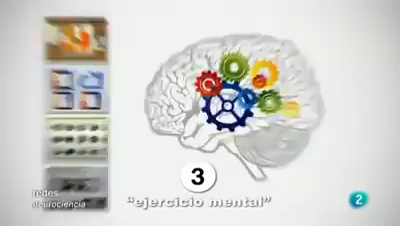 3
"ejercicio mental"
redes
neurociencia
2